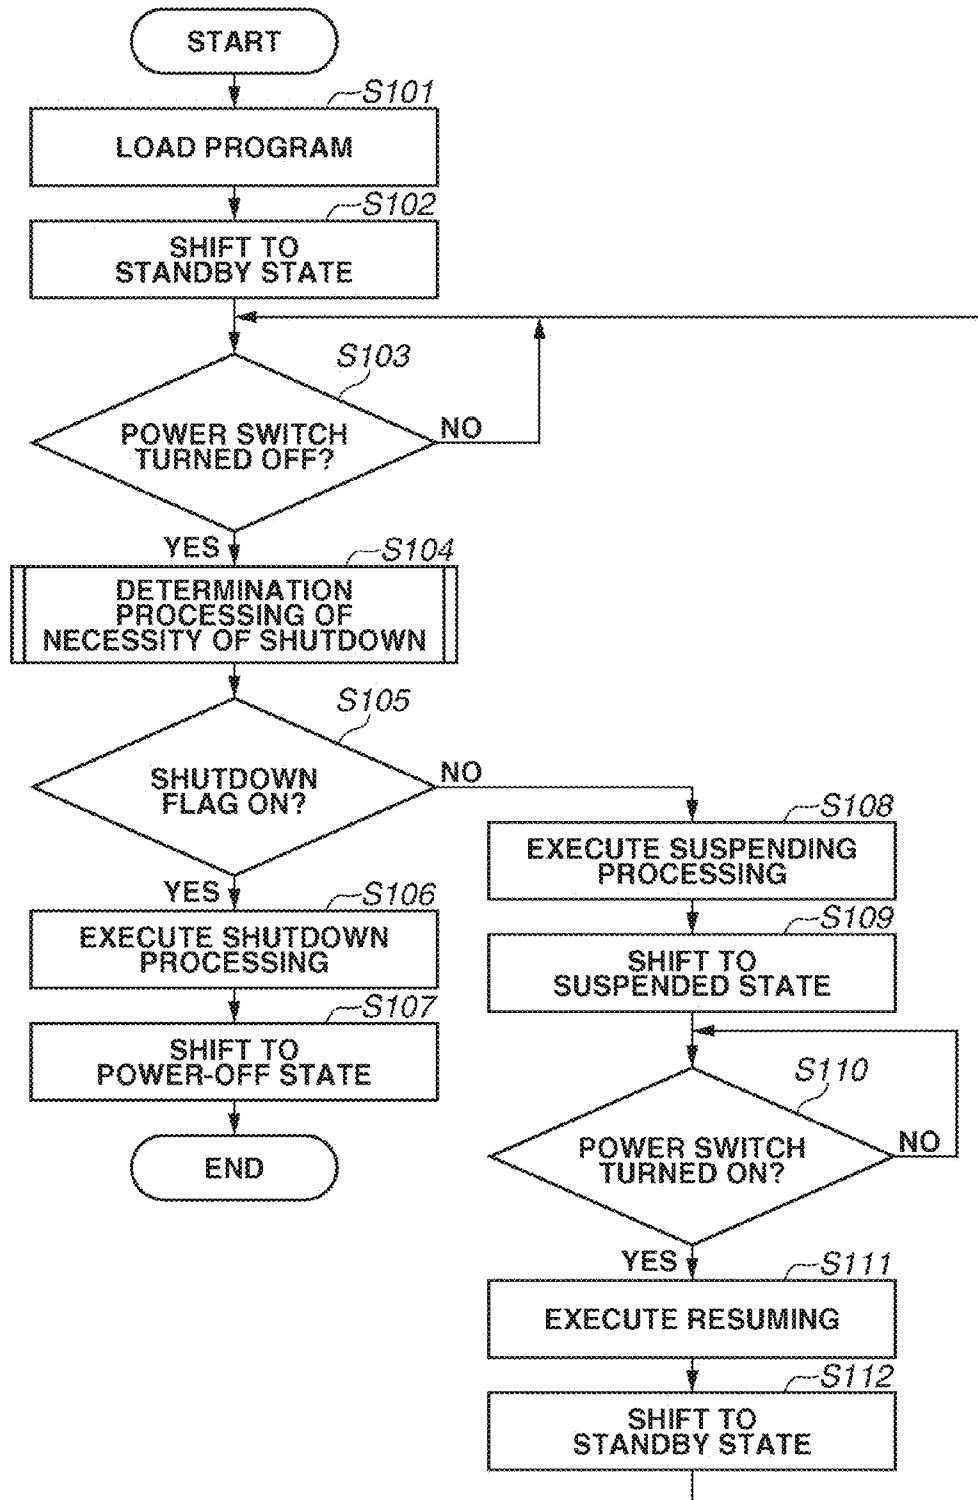 START
S101
LOAD PROGRAM
S102
SHIFT TO
STANDBY STATE
S103
POWER SWITCH
TURNED OFF?
NO
YES
S104
DETERMINATION
PROCESSING OF
NECESSITY OF SHUTDOWN
S105
SHUTDOWN
FLAG ON?
NO
YES
S106
EXECUTE SHUTDOWN
PROCESSING
S107
SHIFT TO
POWER-OFF STATE
END
S108
EXECUTE SUSPENDING
PROCESSING
S109
SHIFT TO
SUSPENDED STATE
S110
POWER SWITCH
TURNED ON?
NO
YES
S111
EXECUTE RESUMING
S112
SHIFT TO
STANDBY STATE